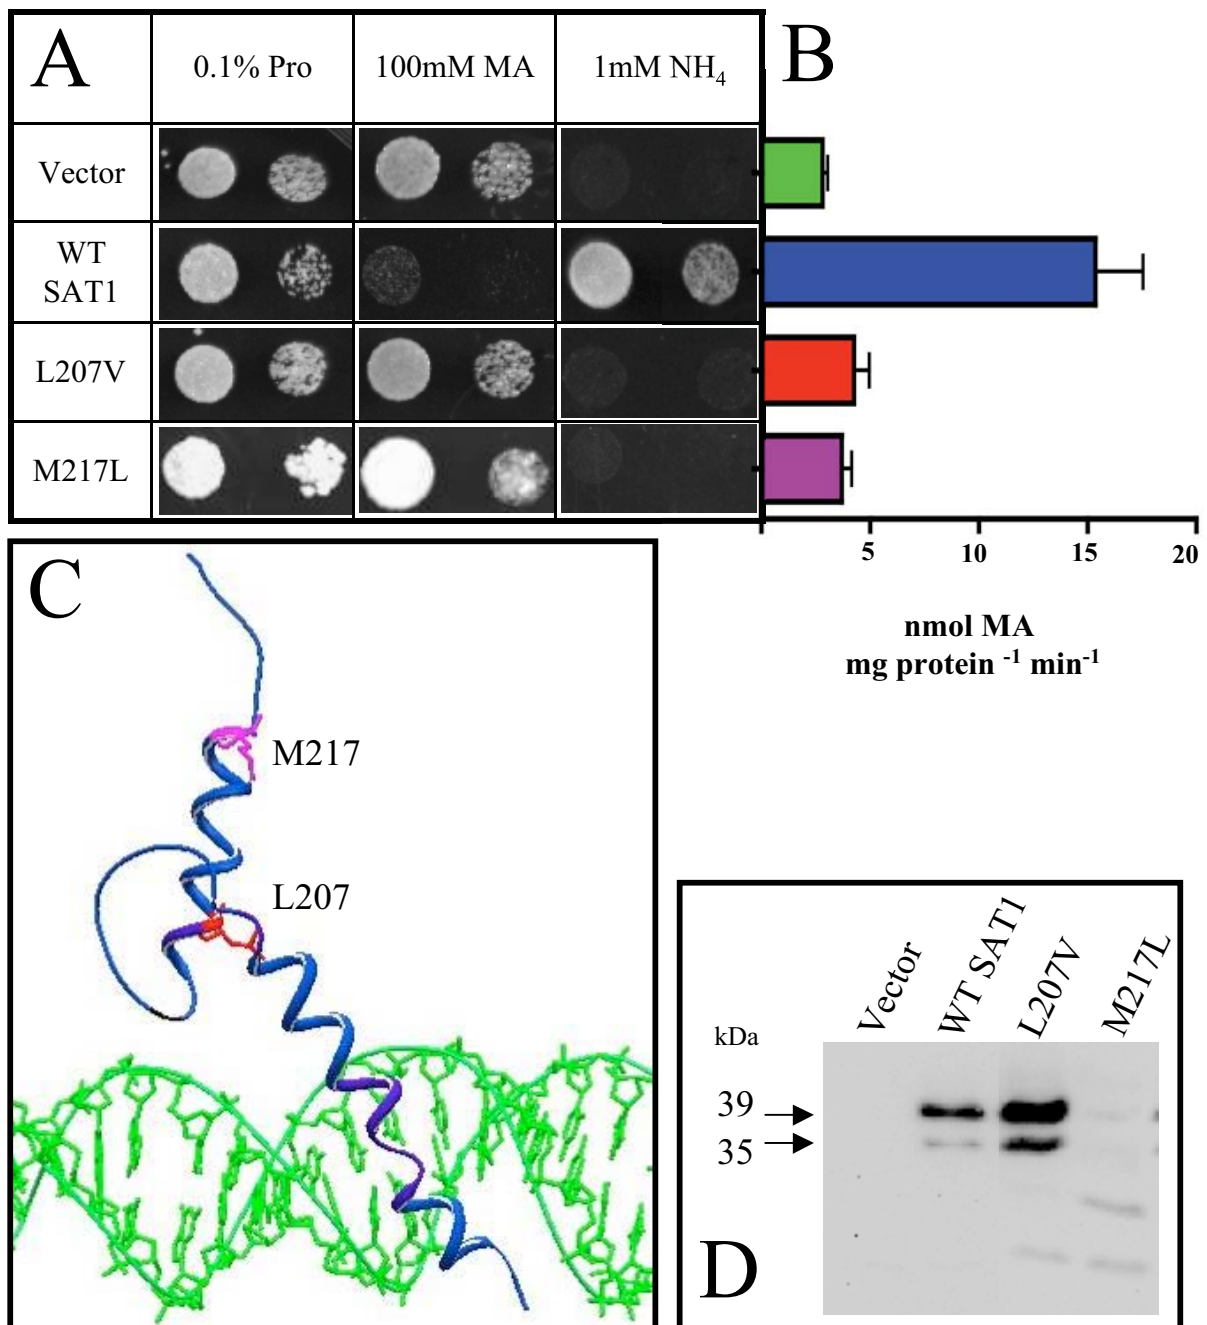 A
0.1% Pro
100mM MA
1mM NH₄
B
Vector
WT
SAT1
L207V
M217L
5
10
15
20
nmol MA
mg protein ⁻¹ min⁻¹
C
M217
L207
Vector
WT SAT1
L207V
M217L
kDa
39
35
D